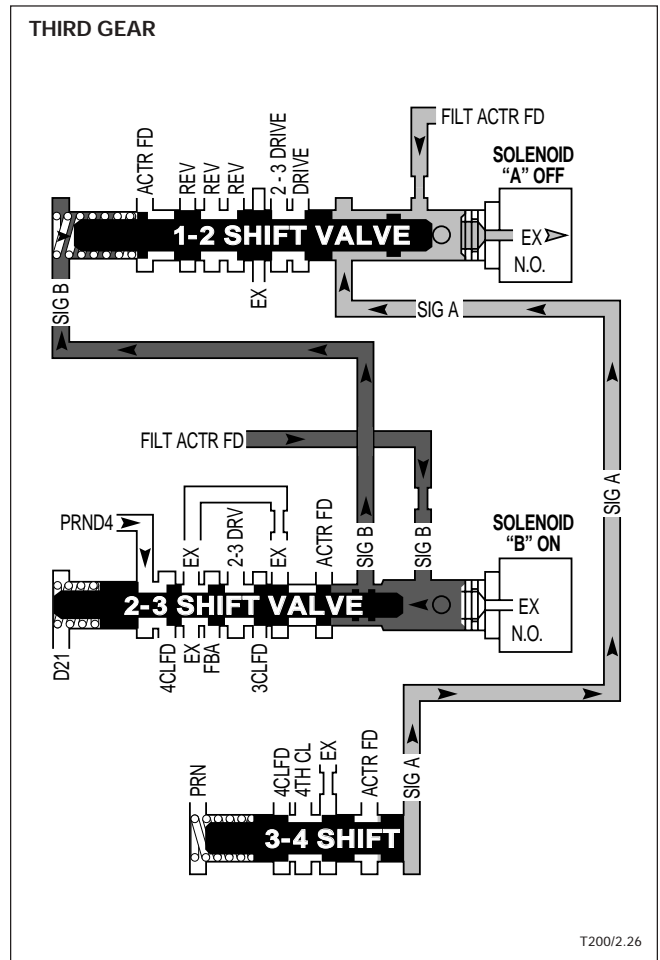 THIRD GEAR
FILT ACTR FD
SOLENOID
“A” OFF
ACTR FD
REV
REV
REV
2 - 3 DRIVE
DRIVE
1-2 SHIFT VALVE
EX
N.O.
EX
SIG B
SIG A
FILT ACTR FD
SIG A
PRND4
EX
2-3 DRV
EX
ACTR FD
SIG B
SIG B
SOLENOID
“B” ON
2-3 SHIFT VALVE
EX
N.O.
D21
4CLFD
EX
FBA
3CLFD
PRN
4CLFD
4TH CL
EX
ACTR FD
SIG A
3-4 SHIFT
T200/2.26